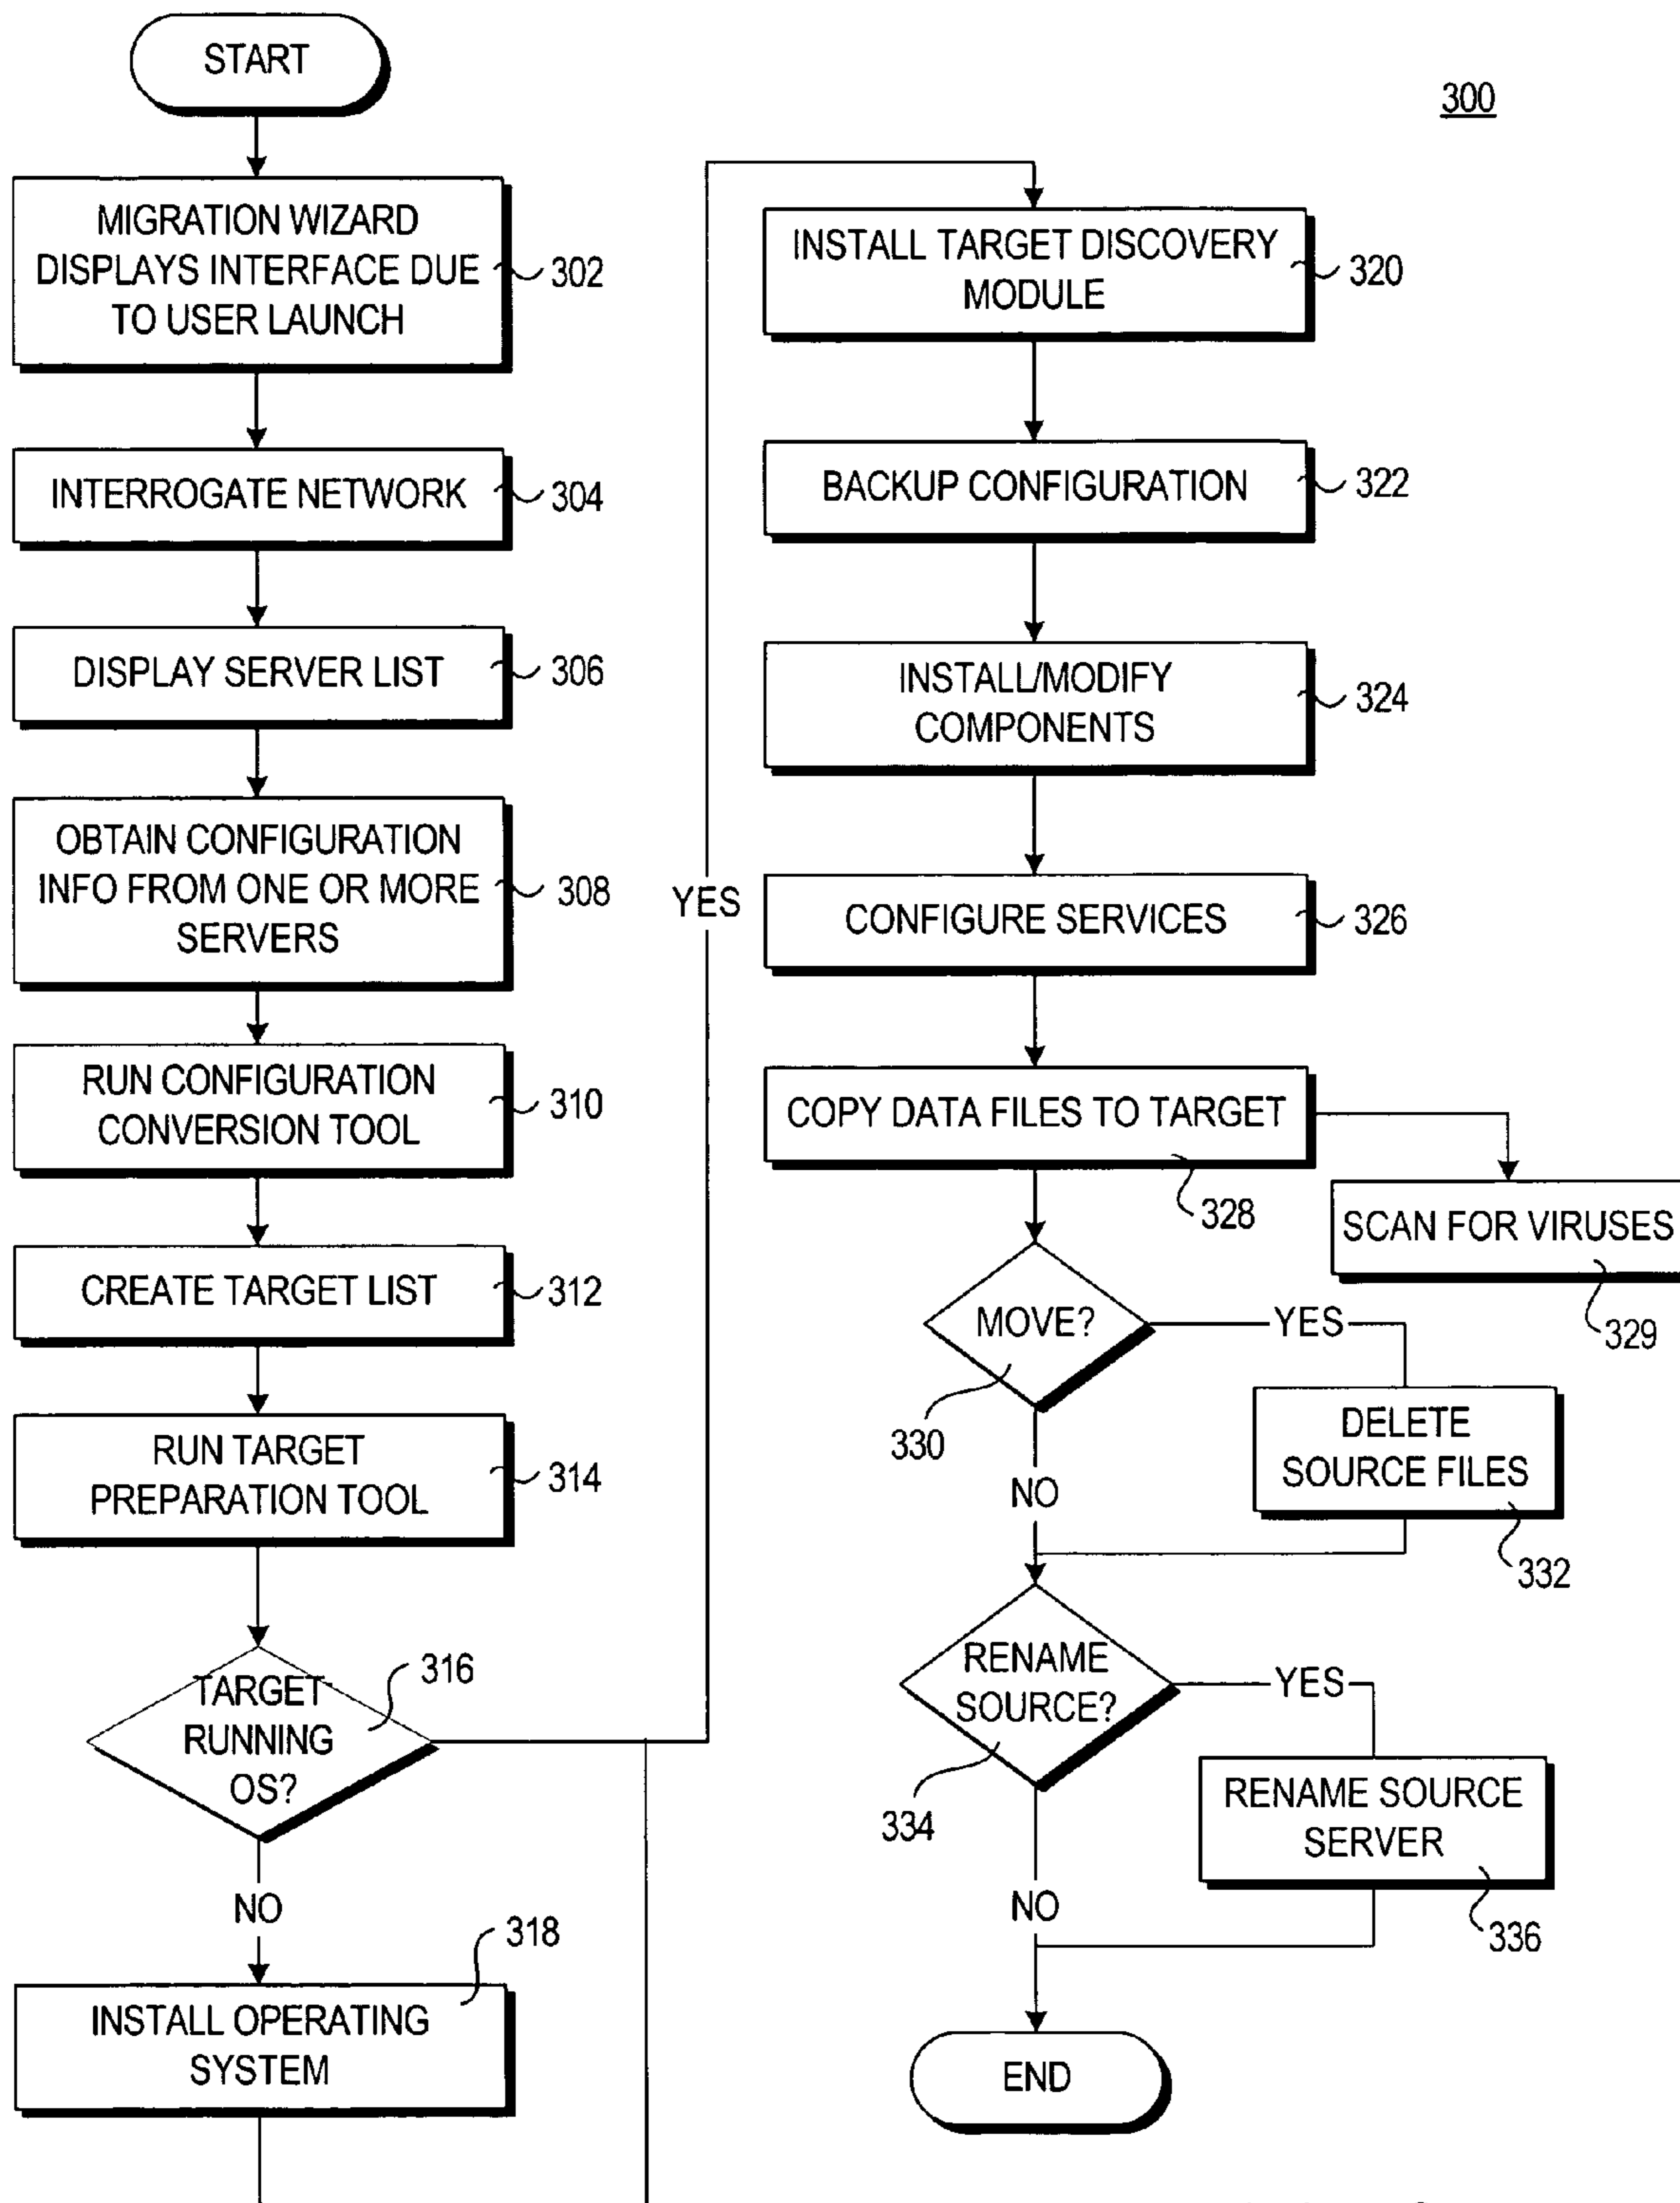 START
300
MIGRATION WIZARD
DISPLAYS INTERFACE DUE
TO USER LAUNCH
302
INTERROGATE NETWORK
304
DISPLAY SERVER LIST
306
OBTAIN CONFIGURATION
INFO FROM ONE OR MORE
SERVERS
308
RUN CONFIGURATION
CONVERSION TOOL
310
CREATE TARGET LIST
312
RUN TARGET
PREPARATION TOOL
314
TARGET
RUNNING
OS?
316
NO
INSTALL OPERATING
SYSTEM
318
YES
INSTALL TARGET DISCOVERY
MODULE
320
BACKUP CONFIGURATION
322
INSTALL/MODIFY
COMPONENTS
324
CONFIGURE SERVICES
326
COPY DATA FILES TO TARGET
328
SCAN FOR VIRUSES
329
MOVE?
330
YES
DELETE
SOURCE FILES
332
NO
RENAME
SOURCE?
334
YES
RENAME SOURCE
SERVER
336
NO
END